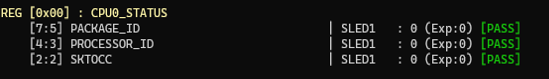 REG [0x00] : CPU0_STATUS
[7:5] PACKAGE_ID | SLED1 : 0 (Exp:0) [PASS]
[4:3] PROCESSOR_ID | SLED1 : 0 (Exp:0) [PASS]
[2:2] SKTOCC | SLED1 : 0 (Exp:0) [PASS]